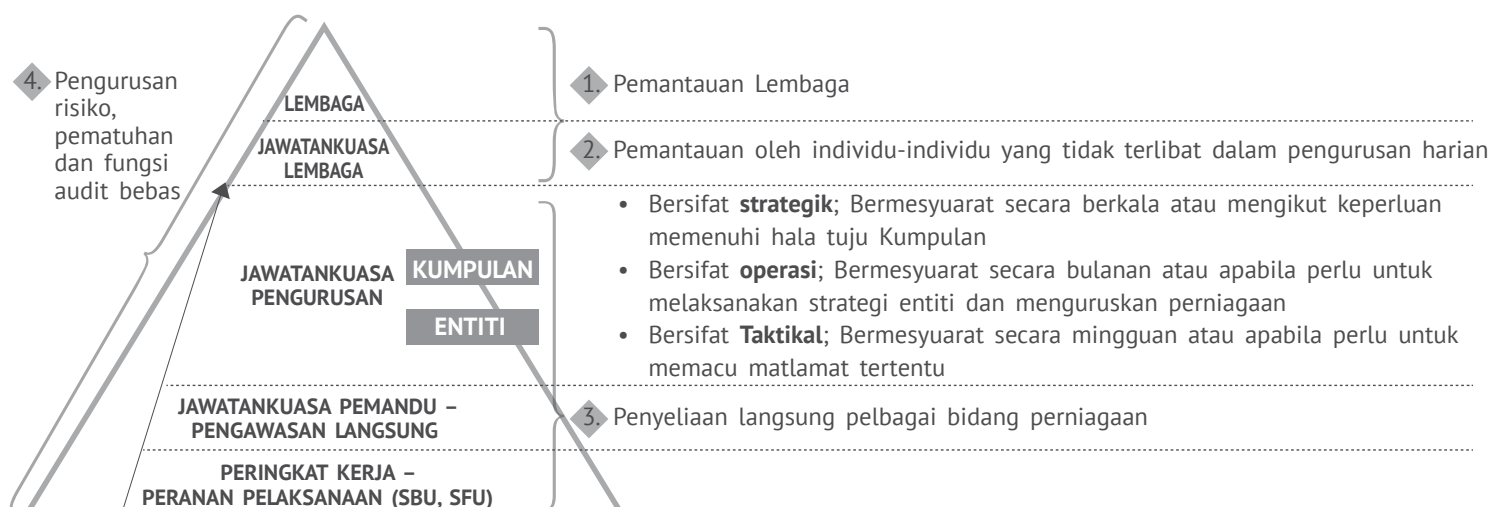 4. Pengurusan
risiko,
pematuhan
dan fungsi
audit bebas
LEMBAGA
1. Pemantauan Lembaga
JAWATANKUASA
LEMBAGA
2. Pemantauan oleh individu-individu yang tidak terlibat dalam pengurusan harian
JAWATANKUASA
PENGURUSAN
KUMPULAN
ENTITI
• Bersifat strategik; Bermesyuarat secara berkala atau mengikut keperluan
memenuhi hala tuju Kumpulan
• Bersifat operasi; Bermesyuarat secara bulanan atau apabila perlu untuk
melaksanakan strategi entiti dan menguruskan perniagaan
• Bersifat Taktikal; Bermesyuarat secara mingguan atau apabila perlu untuk
memacu matlamat tertentu
JAWATANKUASA PEMANDU –
PENGAWASAN LANGSUNG
3. Penyeliaan langsung pelbagai bidang perniagaan
PERINGKAT KERJA –
PERANAN PELAKSANAAN (SBU, SFU)